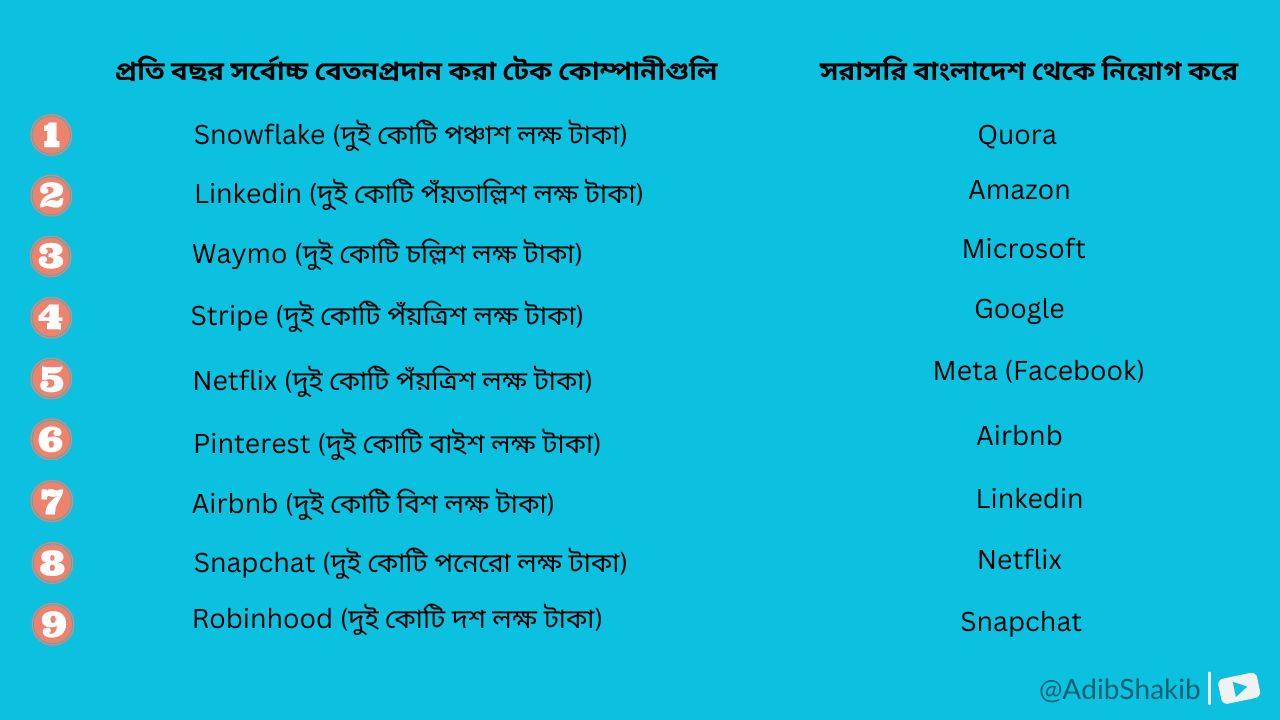 প্রতি বছর সর্বোচ্চ বেতনপ্রদান করা টেক কোম্পানীগুলি সরাসরি বাংলাদেশ থেকে নিয়োগ করে
1 Snowflake (দুই কোটি পঞ্চাশ লক্ষ টাকা) Quora
2 Linkedin (দুই কোটি পঁয়তাল্লিশ লক্ষ টাকা) Amazon
3 Waymo (দুই কোটি চল্লিশ লক্ষ টাকা) Microsoft
4 Stripe (দুই কোটি পঁয়ত্রিশ লক্ষ টাকা) Google
5 Netflix (দুই কোটি পঁয়ত্রিশ লক্ষ টাকা) Meta (Facebook)
6 Pinterest (দুই কোটি বাইশ লক্ষ টাকা) Airbnb
7 Airbnb (দুই কোটি বিশ লক্ষ টাকা) Linkedin
8 Snapchat (দুই কোটি পনেরো লক্ষ টাকা) Netflix
9 Robinhood (দুই কোটি দশ লক্ষ টাকা) Snapchat
@AdibShakib